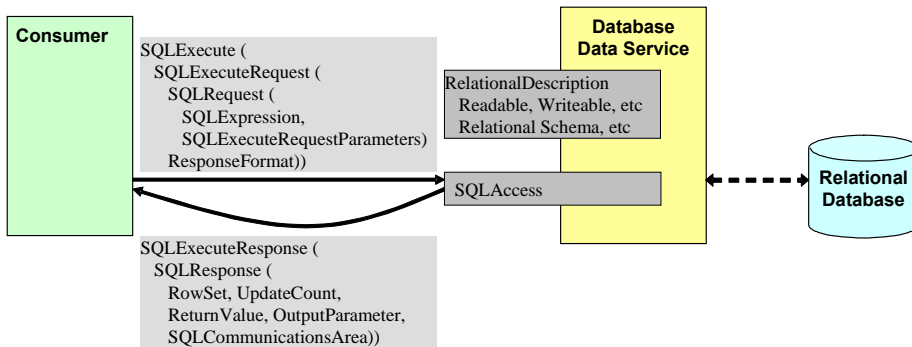 Consumer
SQLExecute (
SQLExecuteRequest (
SQLRequest (
SQLExpression,
SQLExecuteRequestParameters)
ResponseFormat))
Database
Data Service
RelationalDescription
Readable, Writeable, etc
Relational Schema, etc
SQLAccess
Relational
Database
SQLExecuteResponse (
SQLResponse (
RowSet, UpdateCount,
ReturnValue, OutputParameter,
SQLCommunicationsArea))